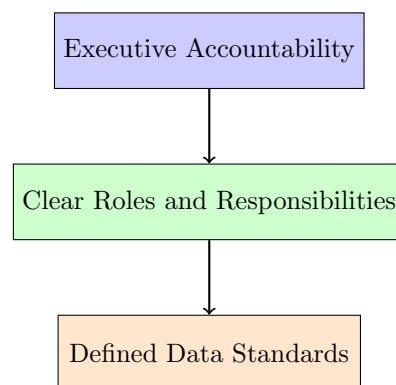 Executive Accountability
Clear Roles and Responsibilities
Defined Data Standards